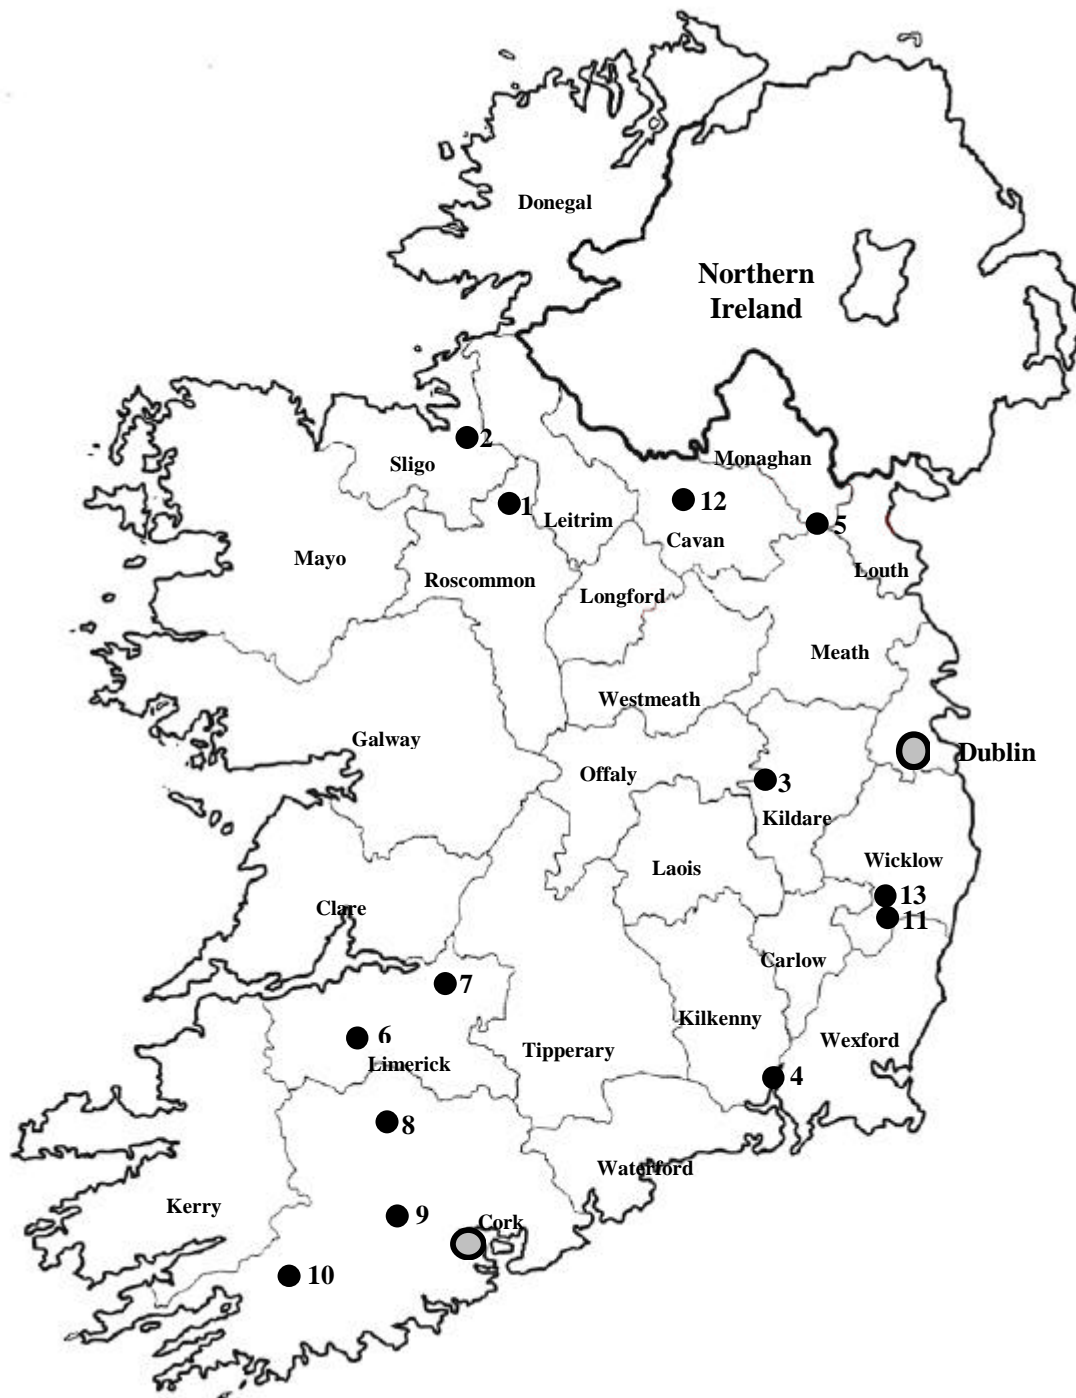 Donegal
Northern
Ireland
2
Monaghan
Sligo
12
1
Leitrim
5
Cavan
Mayo
Louth
Roscommon
Longford
Meath
Westmeath
Galway
Dublin
Offaly
3
Kildare
Wicklow
Laois
13
Clare
11
Carlow
7
Kilkenny
6
Wexford
Tipperary
Limerick
4
8
Waterford
Kerry
9
Cork
10